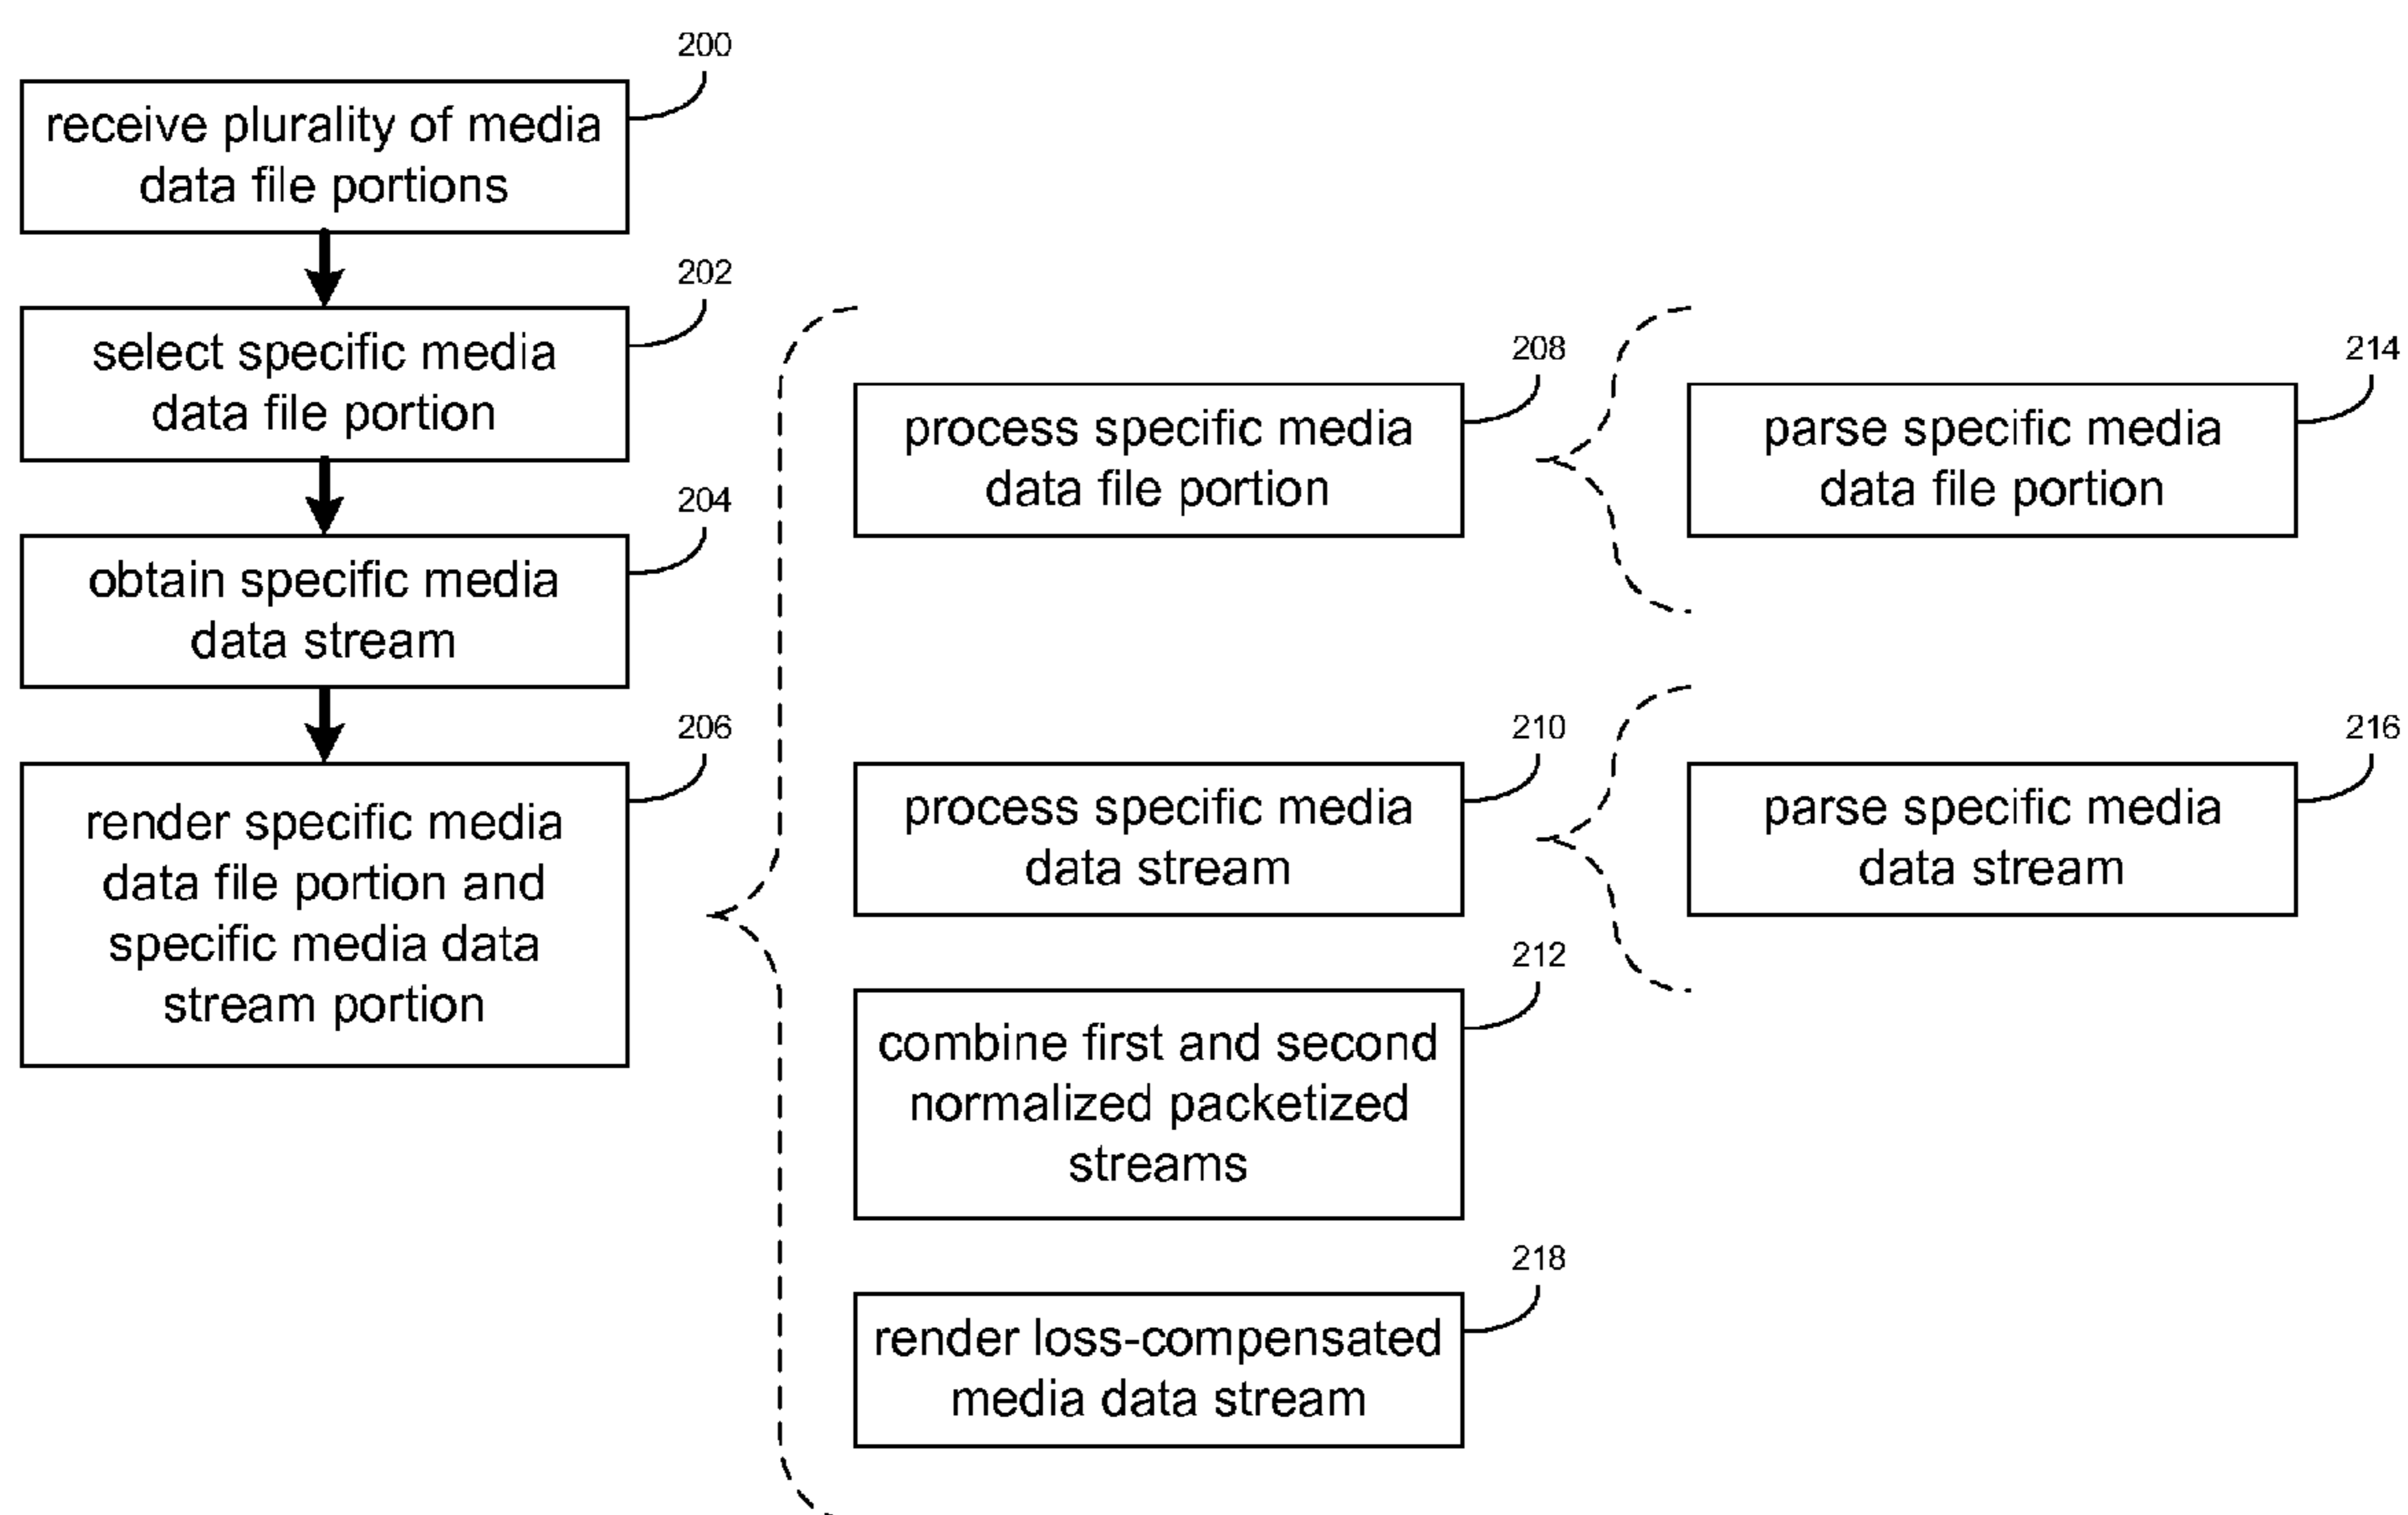 200
receive plurality of media
data file portions
202
select specific media
data file portion
204
obtain specific media
data stream
206
render specific media
data file portion and
specific media data
stream portion
208
process specific media
data file portion
210
process specific media
data stream
212
combine first and second
normalized packetized
streams
218
render loss-compensated
media data stream
214
parse specific media
data file portion
216
parse specific media
data stream